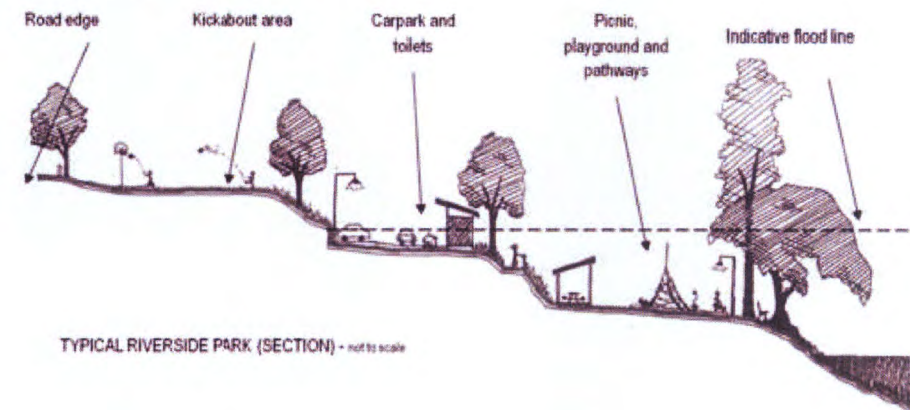 Road edge
Kickabout area
Carpark and
toilets
Picnic,
playground and
pathways
Indicative flood line
TYPICAL RIVERSIDE PARK (SECTION) - not to scale